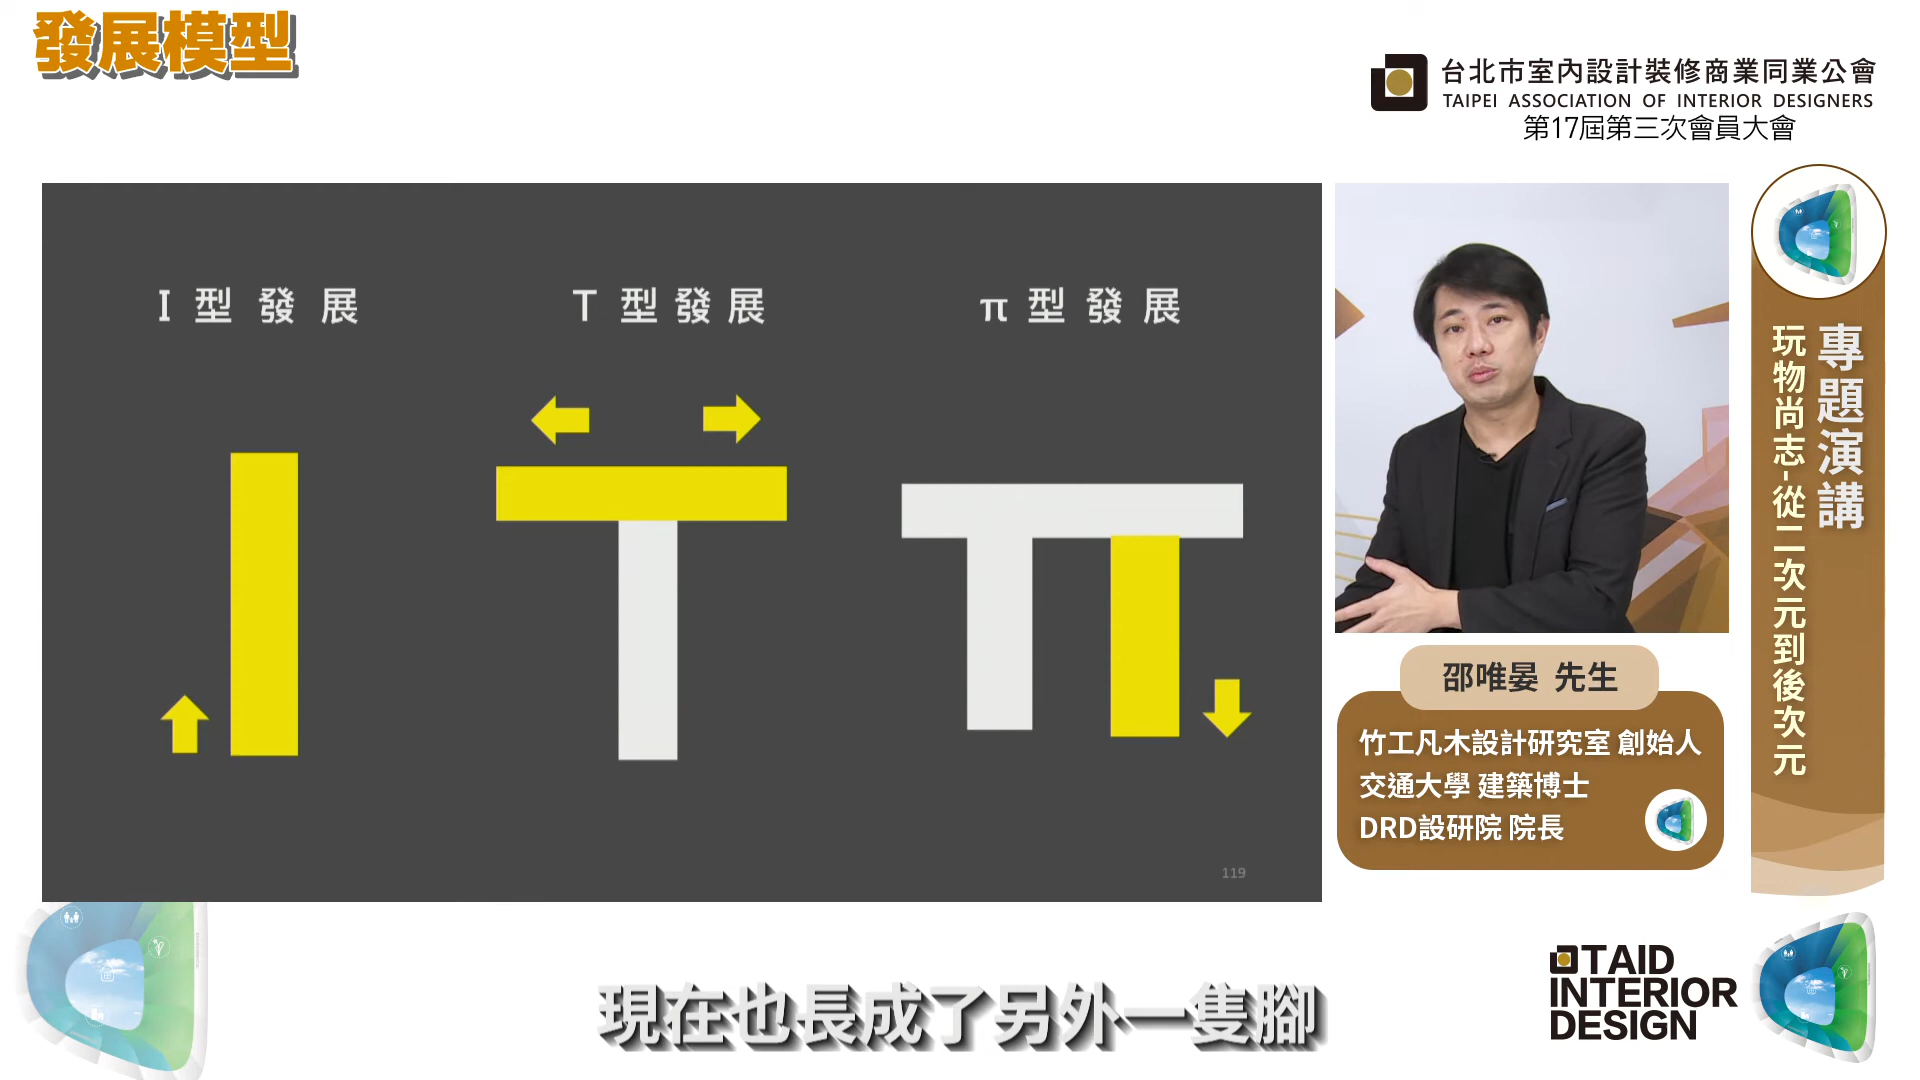 發展模型
台北市室內設計裝修商業同業公會
TAIPEI ASSOCIATION OF INTERIOR DESIGNERS
第17屆第三次會員大會
I 型發展
T 型發展
π 型發展
119
邵唯晏 先生
竹工凡木設計研究室 創始人
交通大學 建築博士
DRD設研院 院長
專題演講
玩物尚志-從二次元到後次元
現在也長成了另外一隻腳
TAID
INTERIOR
DESIGN